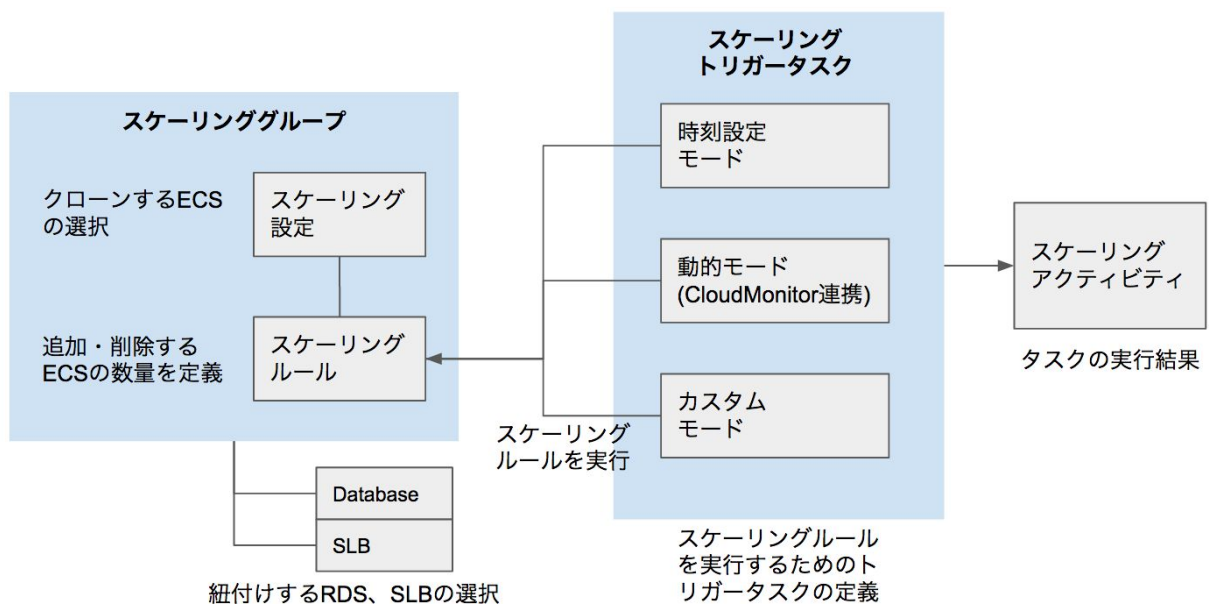 スケーリンググループ
クローンするECS
の選択
スケーリング
設定
追加・削除する
ECSの数量を定義
スケーリング
ルール
Database
SLB
紐付けするRDS、SLBの選択
スケーリング
トリガータスク
時刻設定
モード
動的モード
(CloudMonitor連携)
カスタム
モード
スケーリング
ルールを実行
スケーリングルール
を実行するためのト
リガータスクの定義
スケーリング
アクティビティ
タスクの実行結果